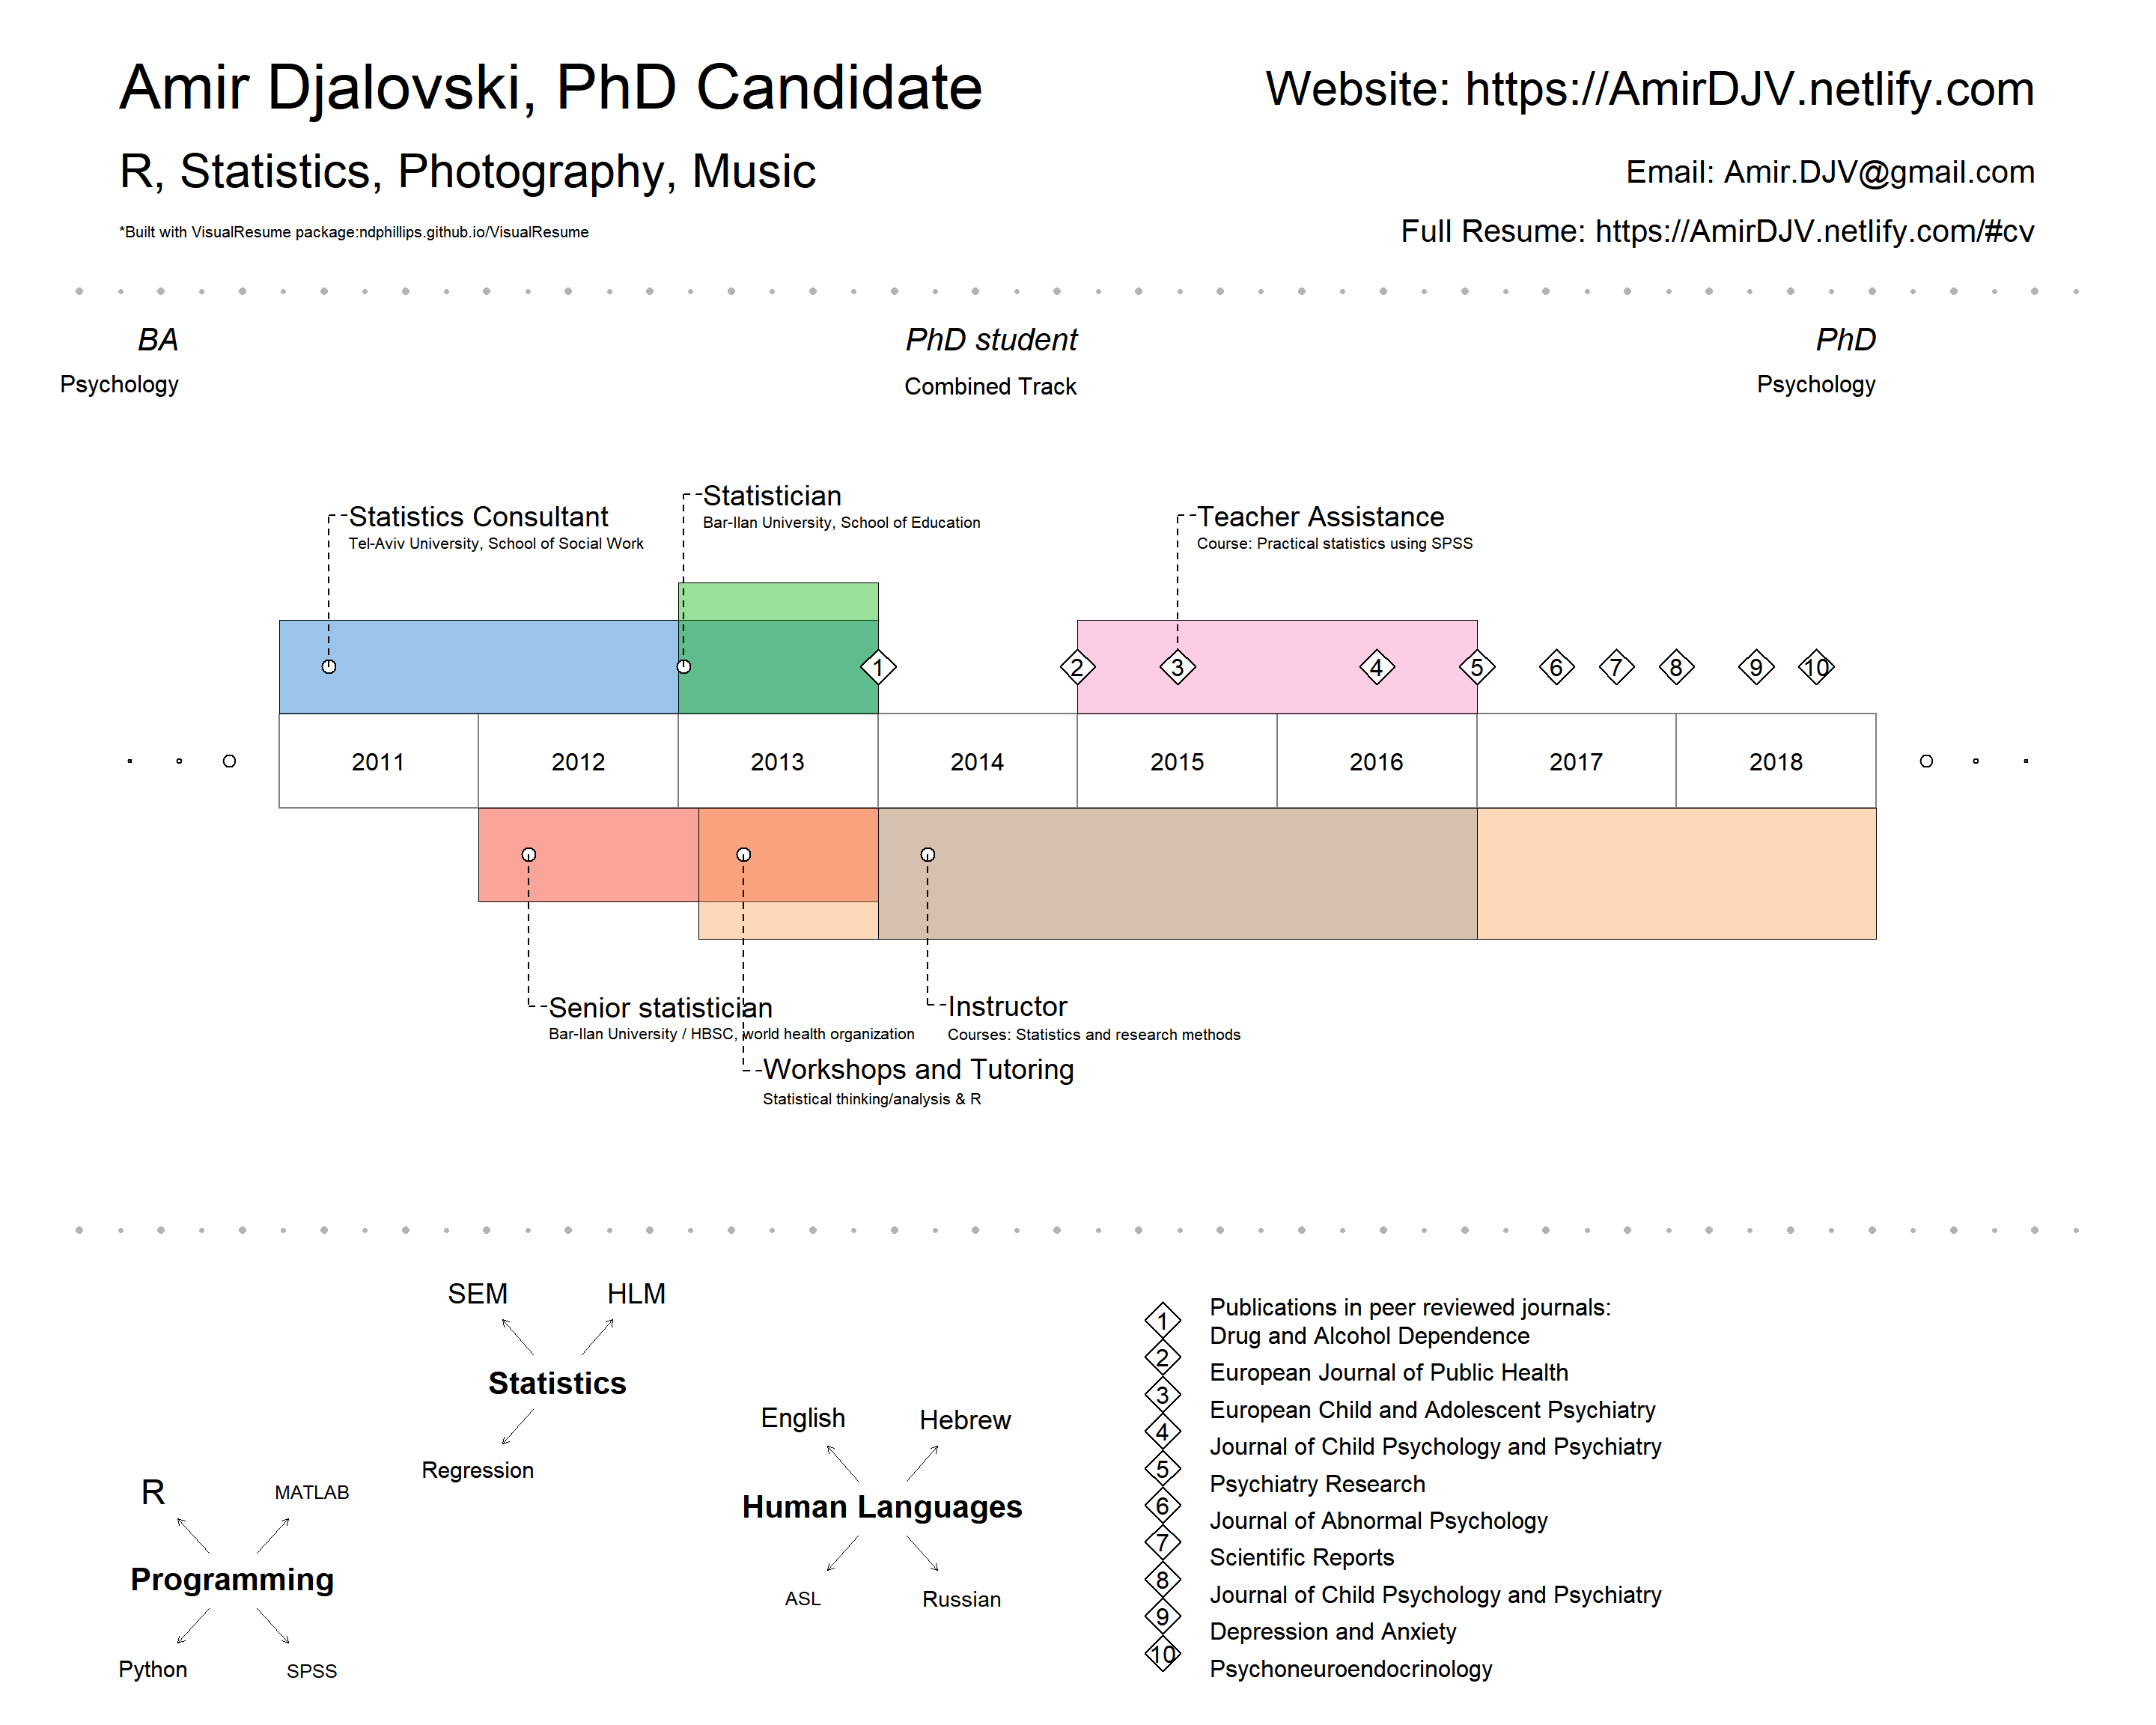 Amir Djalovski, PhD Candidate
R, Statistics, Photography, Music
*Built with VisualResume package:ndphillips.github.io/VisualResume
Website: https://AmirDJV.netlify.com
Email: Amir.DJV@gmail.com
Full Resume: https://AmirDJV.netlify.com/#cv
BA
Psychology
PhD student
Combined Track
PhD
Psychology
Statistics Consultant
Tel-Aviv University, School of Social Work
Statistician
Bar-Ilan University, School of Education
Teacher Assistance
Course: Practical statistics using SPSS
1 2 3 4 5 6 7 8 9 10
2011 2012 2013 2014 2015 2016 2017 2018
Senior statistician
Bar-Ilan University / HBSC, world health organization
Instructor
Courses: Statistics and research methods
Workshops and Tutoring
Statistical thinking/analysis & R
SEM HLM
Statistics
Regression
R MATLAB
Programming
Python SPSS
English Hebrew
Human Languages
ASL Russian
Publications in peer reviewed journals:
1 Drug and Alcohol Dependence
2 European Journal of Public Health
3 European Child and Adolescent Psychiatry
4 Journal of Child Psychology and Psychiatry
5 Psychiatry Research
6 Journal of Abnormal Psychology
7 Scientific Reports
8 Journal of Child Psychology and Psychiatry
9 Depression and Anxiety
10 Psychoneuroendocrinology